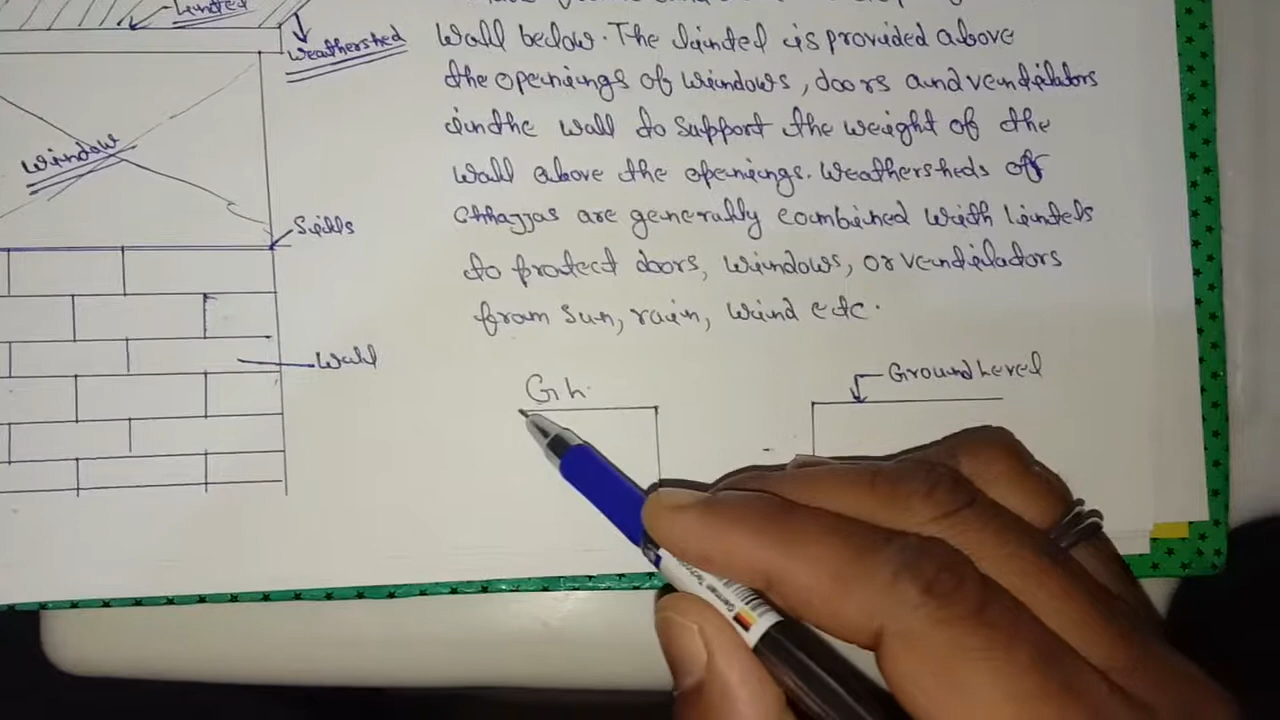 Lintel
Weathershed
Window
Sills
Wall
Wall below. The lintel is provided above
the openings of windows, doors and ventilators
in the wall to support the weight of the
wall above the openings. Weathersheds of
chhajjas are generally combined with lintels
to protect doors, windows, or ventilators
from sun, rain, wind etc.
G h.
Ground Level
German